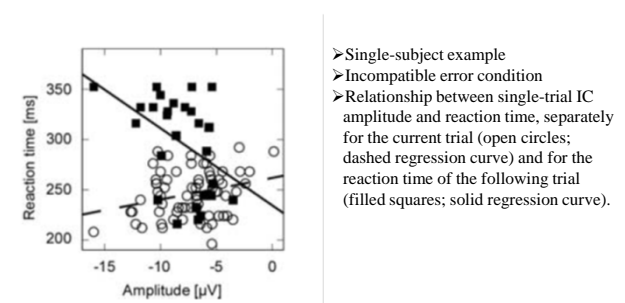 Reaction time [ms]
350
300
250
200
-15
-10
-5
0
Amplitude [µV]
➢Single-subject example
➢Incompatible error condition
➢Relationship between single-trial IC
amplitude and reaction time, separately
for the current trial (open circles;
dashed regression curve) and for the
reaction time of the following trial
(filled squares; solid regression curve).